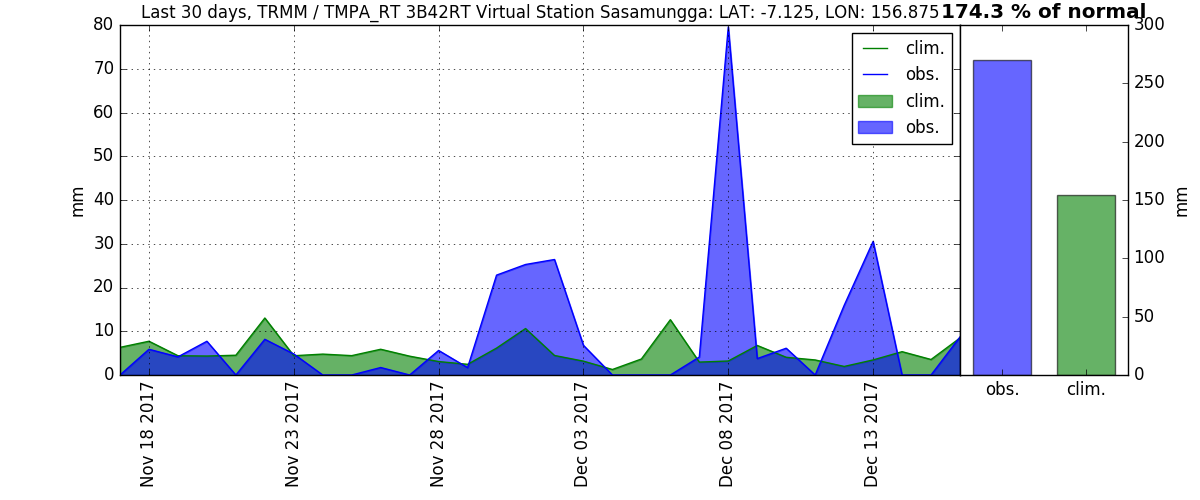 Last 30 days, TRMM / TMPA_RT 3B42RT Virtual Station Sasamungga: LAT: -7.125, LON: 156.875
174.3 % of normal
80
70
60
50
40
30
20
10
0
mm
clim.
obs.
clim.
obs.
Nov 18 2017
Nov 23 2017
Nov 28 2017
Dec 03 2017
Dec 08 2017
Dec 13 2017
300
250
200
150
100
50
0
mm
obs.
clim.